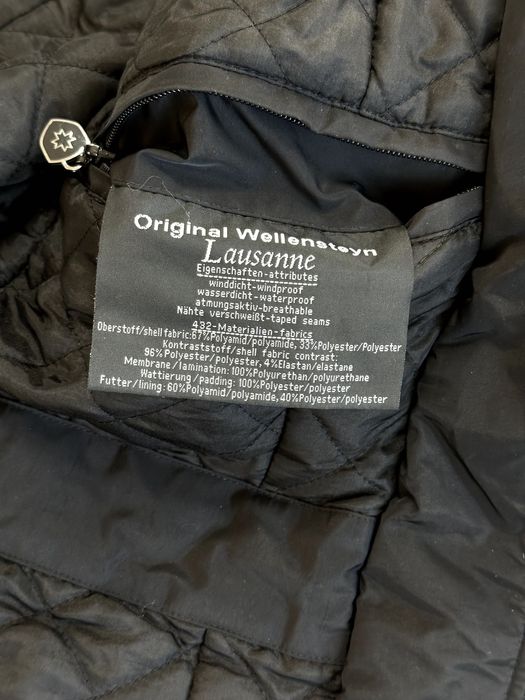 Original Wellensteyn
Lausanne
Eigenschaften-attributes
winddicht-windproof
wasserdicht-waterproof
atmungsaktiv-breathable
Nähte verschweißt-taped seams
432-Materialien-fabrics
Oberstoff/shell fabric:67%Polyamid/polyamide, 33%Polyester/Polyester
Kontraststoff/shell fabric contrast:
96%Polyester/polyester, 4%Elastan/elastane
Membrane/lamination: 100%Polyurethan/polyurethane
Wattierung/padding: 100%Polyester/polyester
Futter/lining: 60%Polyamid/polyamide, 40%Polyester/polyester